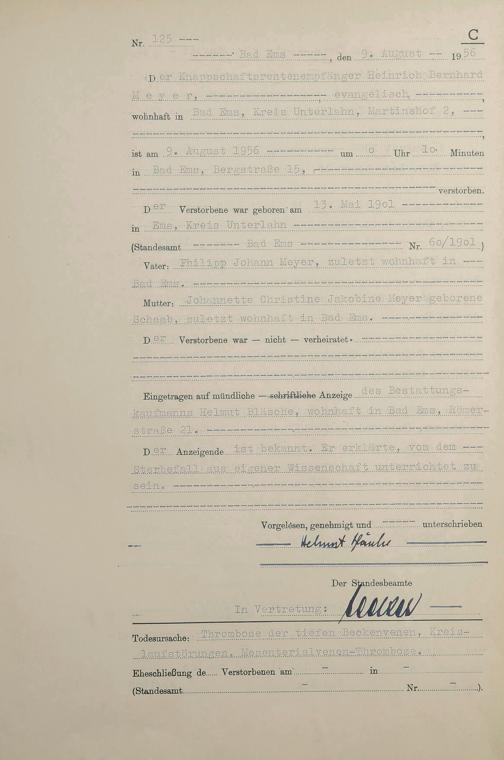 C
Nr. 125 ---
------- Bad Ems -----, den 9. August -- 1956
Der Knappschaftsrentenempfänger Heinrich Bernhard
Meyer, ----------------, evangelisch ----------,
wohnhaft in Bad Ems, Kreis Unterlahn, Martinshof 2, ---
ist am 9. August 1956 ---------- um 0 Uhr 10 Minuten
in Bad Ems, Bergstraße 15, ----------------
---------------- verstorben.
Der Verstorbene war geboren am 13. Mai 1901 ------------
in Ems, Kreis Unterlahn ----------------
(Standesamt ------- Bad Ems ---------------- Nr. 60/1901)
Vater: Philipp Johann Meyer, zuletzt wohnhaft in ---
Bad Ems. ----------------
Mutter: Johannette Christine Jakobine Meyer geborene
Schaab, zuletzt wohnhaft in Bad Ems. ----------------
Der Verstorbene war — nicht — verheiratet. ----------------
Eingetragen auf mündliche — schriftliche Anzeige des Bestattungs-
kaufmanns Helmut Bläsche, wohnhaft in Bad Ems, Römer-
straße 21. ----------------
Der Anzeigende ist bekannt. Er erklärte, von dem ---
Sterbefall aus eigener Wissenschaft unterrichtet zu
sein. ----------------
Vorgelesen, genehmigt und ------ unterschrieben
Helmut
Der Standesbeamte
In Vertretung:
Todesursache: Thrombose der tiefen Beckenvenen, Kreis-
laufstörungen. Mesenterialvenen-Thrombose.
Eheschließung de..... Verstorbenen am — in —
(Standesamt — Nr. — ).